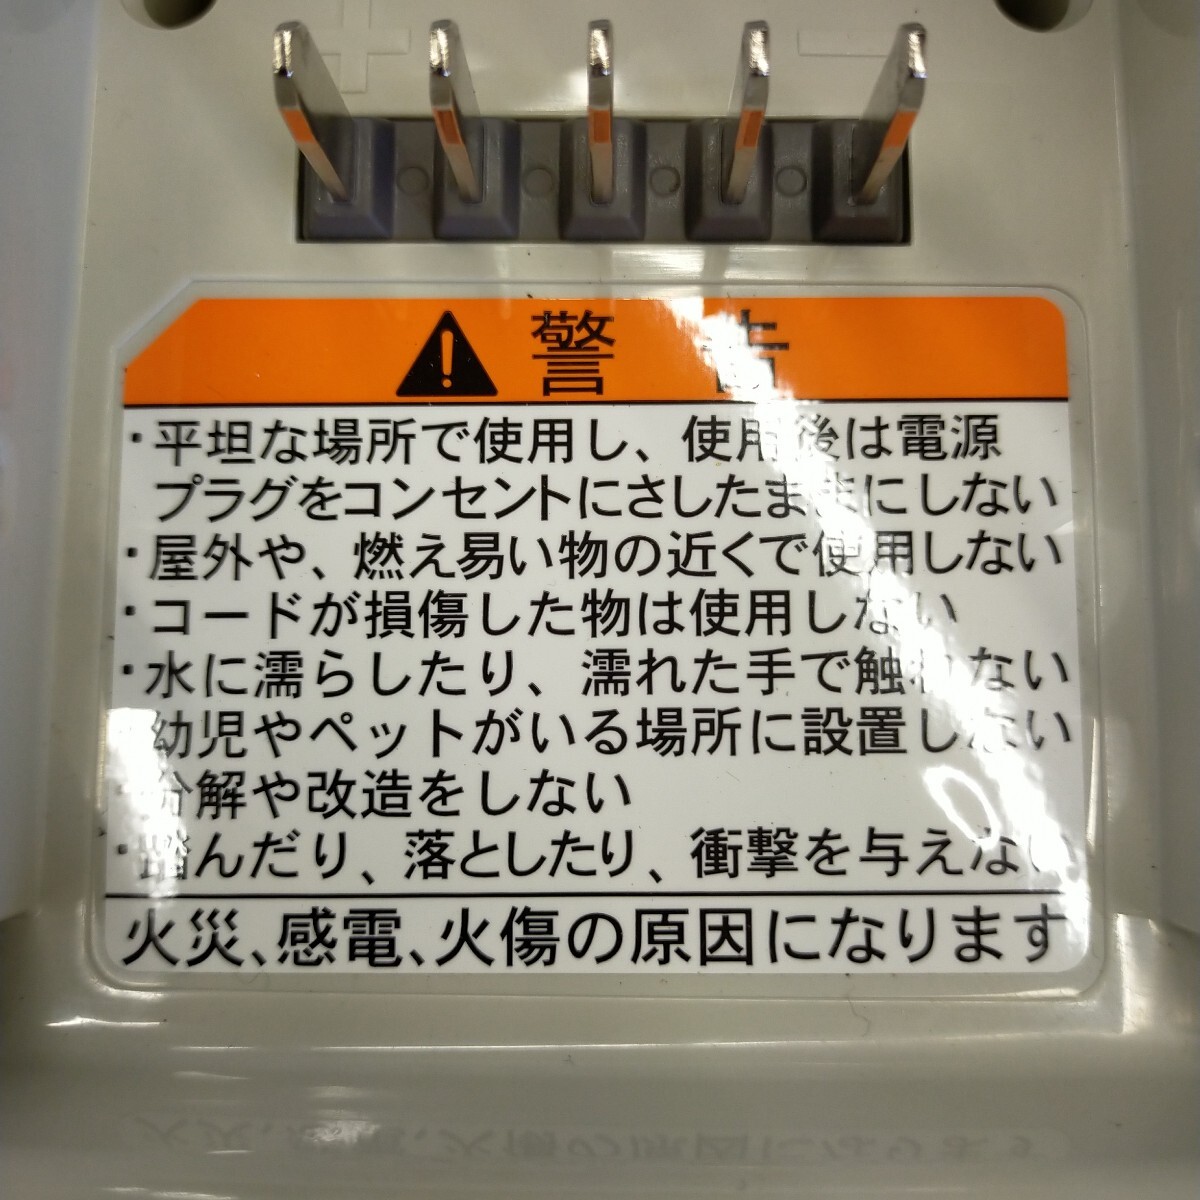 + −
警告
・平坦な場所で使用し、使用後は電源
プラグをコンセントにさしたままにしない
・屋外や、燃え易い物の近くで使用しない
・コードが損傷した物は使用しない
・水に濡らしたり、濡れた手で触れない
・幼児やペットがいる場所に設置しない
・分解や改造をしない
・踏んだり、落としたり、衝撃を与えない
火災、感電、火傷の原因になります